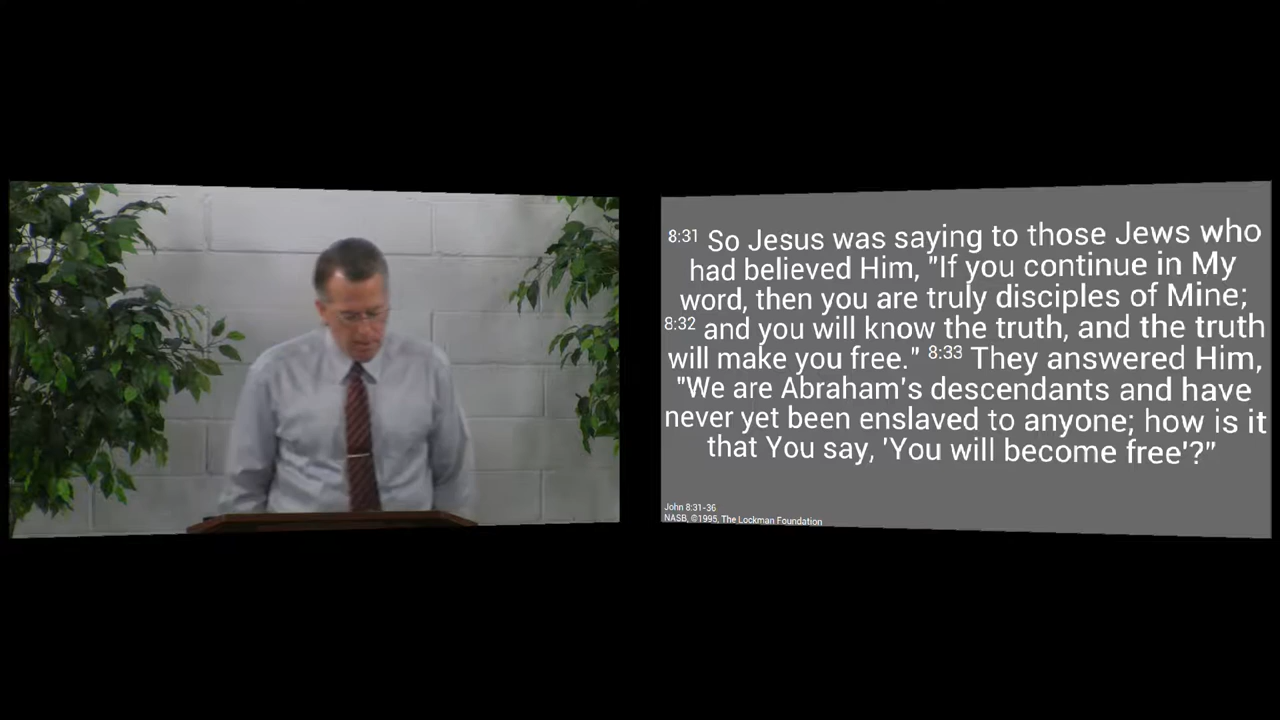 8:31 So Jesus was saying to those Jews who
had believed Him, "If you continue in My
word, then you are truly disciples of Mine;
8:32 and you will know the truth, and the truth
will make you free." 8:33 They answered Him,
"We are Abraham's descendants and have
never yet been enslaved to anyone; how is it
that You say, 'You will become free'?"
John 8:31-36
NASB, ©1995, The Lockman Foundation